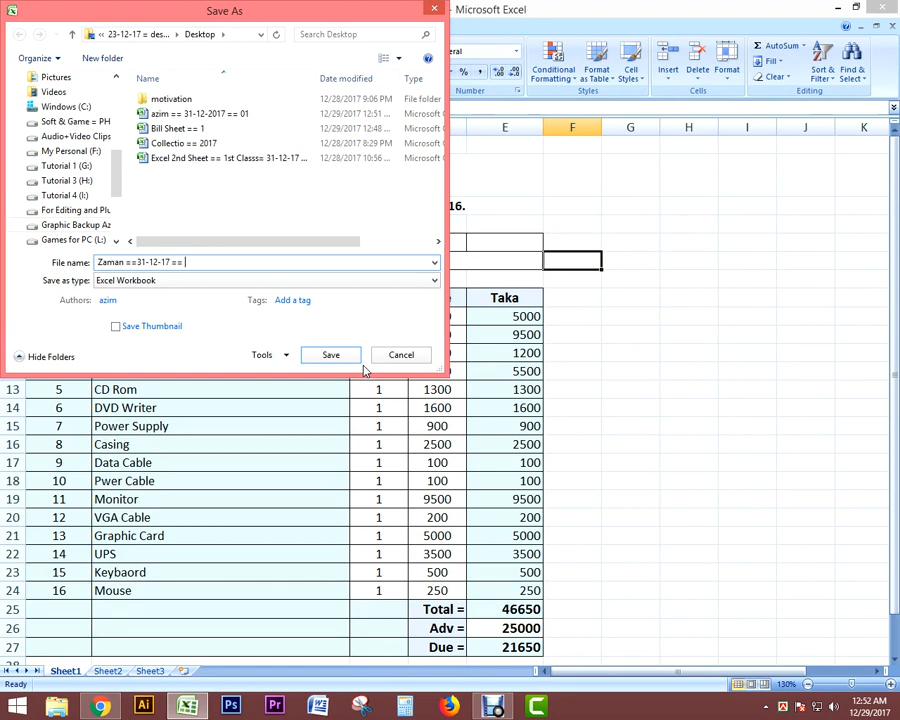 Save As
- Microsoft Excel
« 23-12-17 = des...
Desktop
Search Desktop
Organize
New folder
Pictures
Videos
Windows (C:)
Soft & Game = PH
Audio+Video Clips
My Personal (F:)
Tutorial 1 (G:)
Tutorial 3 (H:)
Tutorial 4 (I:)
For Editing and Plu
Graphic Backup Az
Games for PC (L:)
Name Date modified Type
motivation 12/28/2017 9:06 PM File folder
azim == 31-12-2017 == 01 12/29/2017 12:51 ... Microsoft
Bill Sheet == 1 12/29/2017 12:48 ... Microsoft
Collectio == 2017 12/28/2017 9:39 PM Microsoft
Excel 2nd Sheet == 1st Classs= 31-12-17 ... 12/28/2017 10:56 ... Microsoft
File name: Zaman ==31-12-17 ==
Save as type: Excel Workbook
Authors: azim
Tags: Add a tag
Save Thumbnail
Hide Folders
Tools
Save
Cancel
eral
% ,
Number
Conditional Formatting
Format as Table
Cell Styles
Styles
Insert
Delete
Format
Cells
Σ AutoSum
Fill
Clear
Sort & Filter
Find & Select
Editing
E F G H I J K
16.
Taka
5000
9500
1200
5500
13 5 CD Rom 1 1300 1300
14 6 DVD Writer 1 1600 1600
15 7 Power Supply 1 900 900
16 8 Casing 1 2500 2500
17 9 Data Cable 1 100 100
18 10 Pwer Cable 1 100 100
19 11 Monitor 1 9500 9500
20 12 VGA Cable 1 200 200
21 13 Graphic Card 1 5000 5000
22 14 UPS 1 3500 3500
23 15 Keybaord 1 500 500
24 16 Mouse 1 250 250
25 Total = 46650
26 Adv = 25000
27 Due = 21650
Sheet1 Sheet2 Sheet3
Ready
130%
Ai
Ps
Pr
12:52 AM
12/29/2017